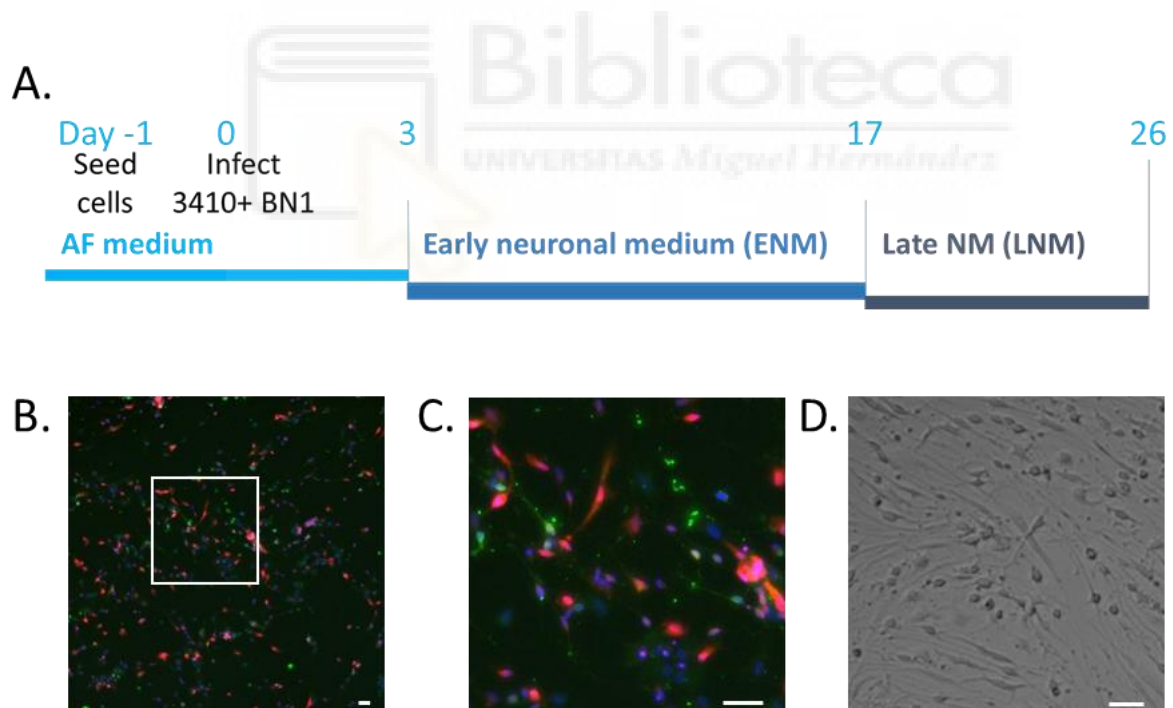 Biblioteca
UNIVERSITAS Miguel Hernández
A.
Day -1 0 3 17 26
Seed Infect
cells 3410+ BN1
AF medium Early neuronal medium (ENM) Late NM (LNM)
B. C. D.